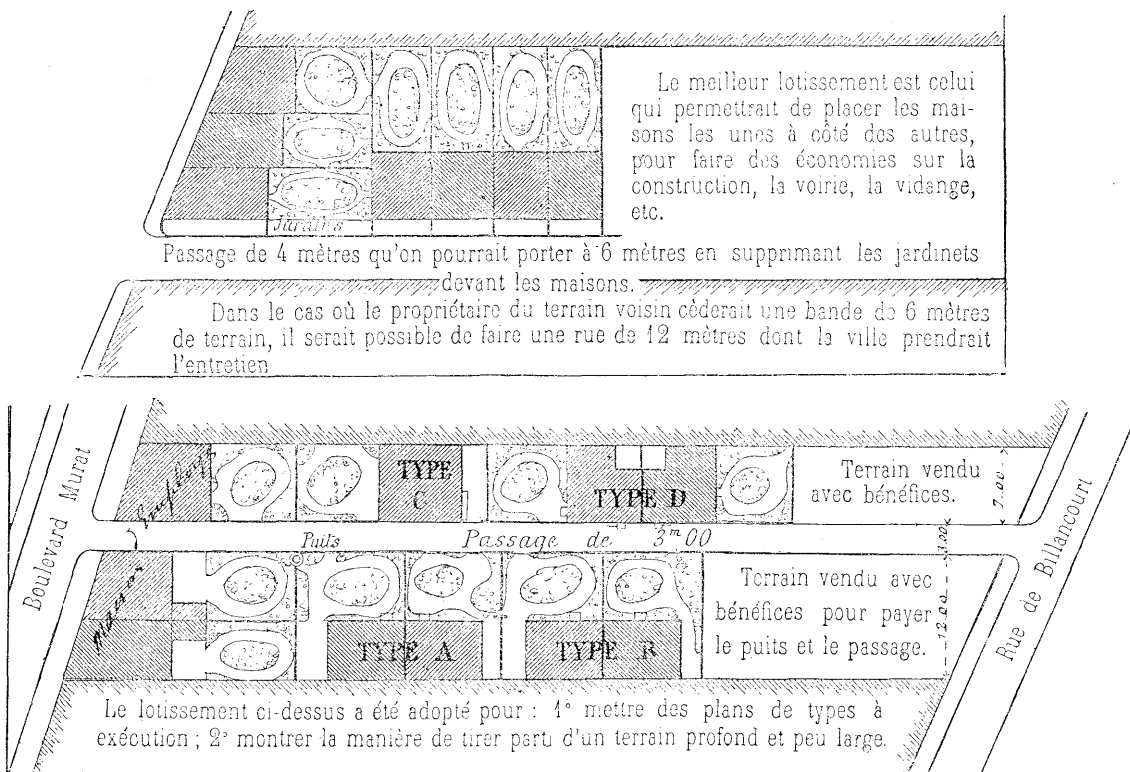 Le meilleur lotissement est celui
qui permettrait de placer les mai-
sons les unes à côté des autres,
pour faire des économies sur la
construction, la voirie, la vidange,
etc.
Jardins
Passage de 4 mètres qu'on pourrait porter à 6 mètres en supprimant les jardinets
devant les maisons.
Dans le cas où le propriétaire du terrain voisin cèderait une bande de 6 mètres
de terrain, il serait possible de faire une rue de 12 mètres dont la ville prendrait
l'entretien
Boulevard Murat
TYPE
C
TYPE D
Terrain vendu
avec bénéfices.
7.00
Puits
Passage de 3m00
3.00
Rue de Billancourt
TYPE A
TYPE B
Terrain vendu avec
bénéfices pour payer
le puits et le passage.
12.00
Le lotissement ci-dessus a été adopté pour : 1° mettre des plans de types à
exécution ; 2° montrer la manière de tirer parti d'un terrain profond et peu large.